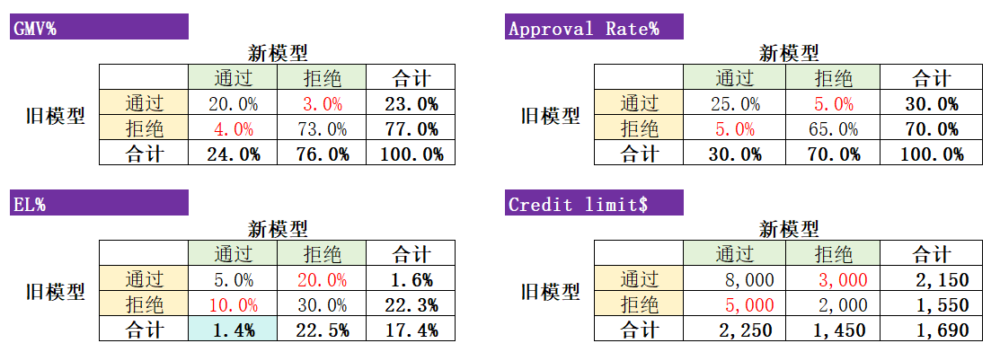 GMV% Approval Rate%
新模型 新模型
通过 拒绝 合计 通过 拒绝 合计
旧模型 通过 20.0% 3.0% 23.0% 旧模型 通过 25.0% 5.0% 30.0%
拒绝 4.0% 73.0% 77.0% 拒绝 5.0% 65.0% 70.0%
合计 24.0% 76.0% 100.0% 合计 30.0% 70.0% 100.0%
EL% Credit limit$
新模型 新模型
通过 拒绝 合计 通过 拒绝 合计
旧模型 通过 5.0% 20.0% 1.6% 旧模型 通过 8,000 3,000 2,150
拒绝 10.0% 30.0% 22.3% 拒绝 5,000 2,000 1,550
合计 1.4% 22.5% 17.4% 合计 2,250 1,450 1,690